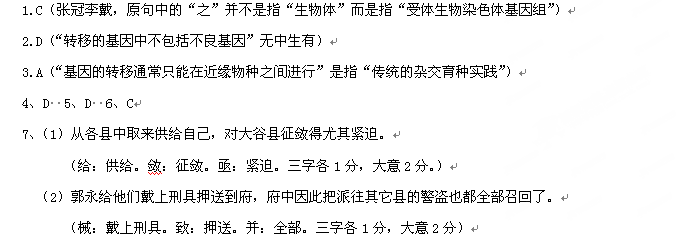 1.C（张冠李戴，原句中的“之”并不是指“生物体”而是指“受体生物染色体基因组”）
2.D（“转移的基因中不包括不良基因”无中生有）
3.A（“基因的转移通常只能在近缘物种之间进行”是指“传统的杂交育种实践”）
4、D  5、D  6、C
7、（1）从各县中取来供给自己，对大谷县征敛得尤其紧迫。
（给：供给。敛：征敛。亟：紧迫。三字各1分，大意2分。）
（2）郭永给他们戴上刑具押送到府，府中因此把派往其它县的警盗也都全部召回了。
（械：戴上刑具。致：押送。并：全部。三字各1分，大意2分）